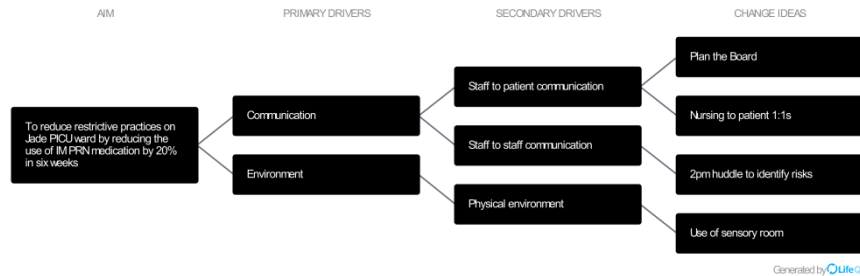 AIM
PRIMARY DRIVERS
SECONDARY DRIVERS
CHANGE IDEAS
To reduce restrictive practices on
Jade PICU ward by reducing the
use of IM PRN medication by 20%
in six weeks
Communication
Environment
Staff to patient communication
Staff to staff communication
Physical environment
Plan the Board
Nursing to patient 1:1s
2pm huddle to identify risks
Use of sensory room
Generated by LifeQ